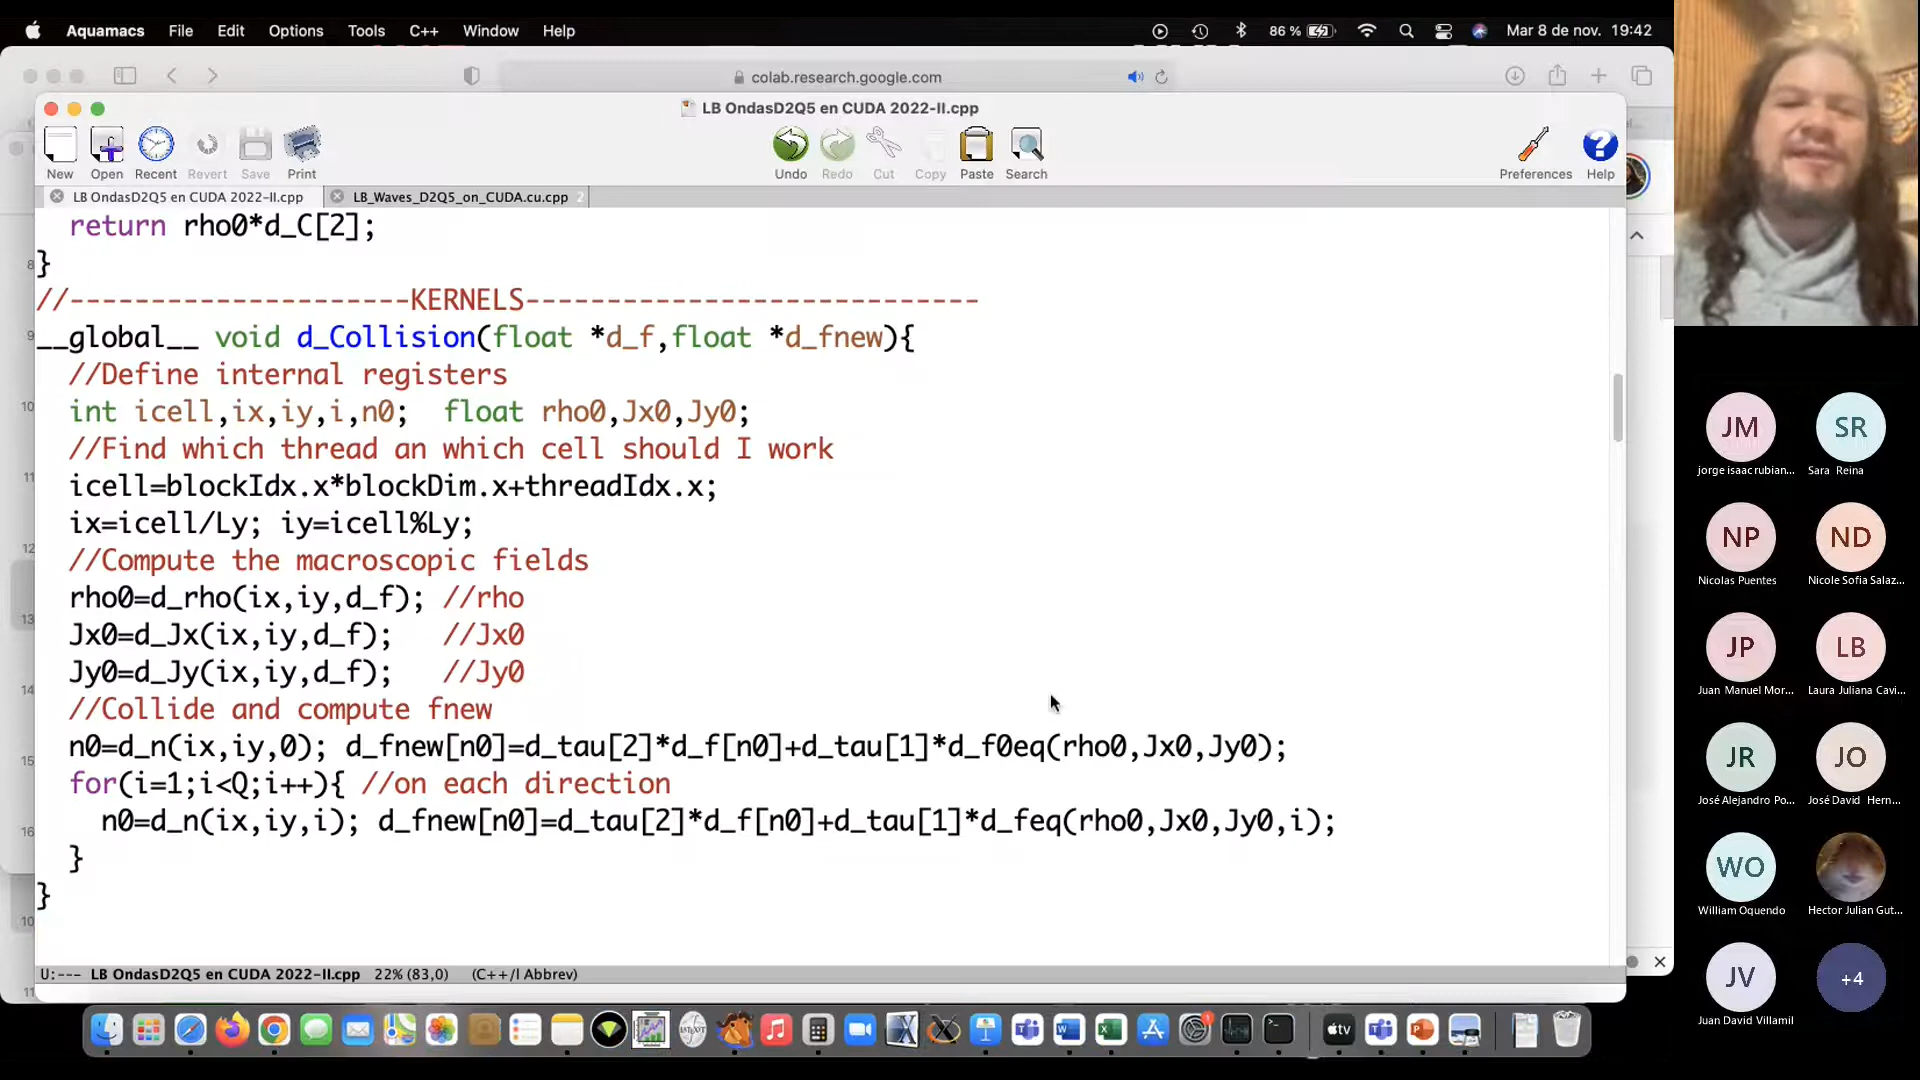 Aquamacs File Edit Options Tools C++ Window Help 86 % Mar 8 de nov. 19:42
colab.research.google.com
LB OndasD2Q5 en CUDA 2022-II.cpp
New Open Recent Revert Save Print Undo Redo Cut Copy Paste Search Preferences Help
LB OndasD2Q5 en CUDA 2022-II.cpp LB_Waves_D2Q5_on_CUDA.cu.cpp 2
return rho0*d_C[2];
}
//---------------------KERNELS----------------------------
__global__ void d_Collision(float *d_f,float *d_fnew){
//Define internal registers
int icell,ix,iy,i,n0; float rho0,Jx0,Jy0;
//Find which thread an which cell should I work
icell=blockIdx.x*blockDim.x+threadIdx.x;
ix=icell/Ly; iy=icell%Ly;
//Compute the macroscopic fields
rho0=d_rho(ix,iy,d_f); //rho
Jx0=d_Jx(ix,iy,d_f); //Jx0
Jy0=d_Jy(ix,iy,d_f); //Jy0
//Collide and compute fnew
n0=d_n(ix,iy,0); d_fnew[n0]=d_tau[2]*d_f[n0]+d_tau[1]*d_f0eq(rho0,Jx0,Jy0);
for(i=1;i<Q;i++){ //on each direction
n0=d_n(ix,iy,i); d_fnew[n0]=d_tau[2]*d_f[n0]+d_tau[1]*d_feq(rho0,Jx0,Jy0,i);
}
}
U:--- LB OndasD2Q5 en CUDA 2022-II.cpp 22% (83,0) (C++/l Abbrev)
JM SR
jorge isaac rubian... Sara Reina
NP ND
Nicolas Puentes Nicole Sofia Salaz...
JP LB
Juan Manuel Mor... Laura Juliana Cavi...
JR JO
José Alejandro Po... José David Hern...
WO
William Oquendo Hector Julian Gut...
JV +4
Juan David Villamil